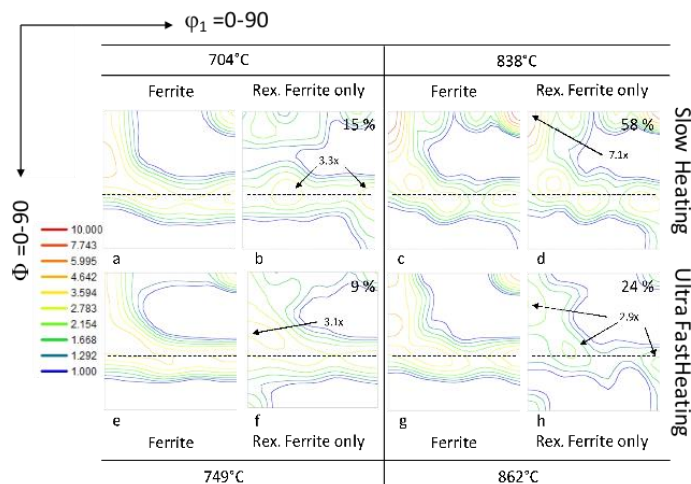 φ₁ =0-90
704°C 838°C
Ferrite Rex. Ferrite only Ferrite Rex. Ferrite only
15 % 58 %
3.3x 7.1x
Slow Heating
Φ =0-90
10.000
7.743
5.995
4.642
3.594
2.783
2.154
1.668
1.292
1.000
a b c d
9 % 24 %
3.1x 2.9x
Ultra FastHeating
e f g h
Ferrite Rex. Ferrite only Ferrite Rex. Ferrite only
749°C 862°C